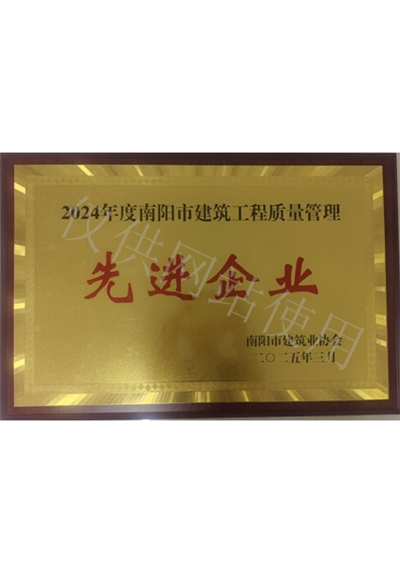 2024年度南阳市建筑工程质量管理
先进企业
南阳市建筑业协会
二〇二五年三月
仅供网站使用